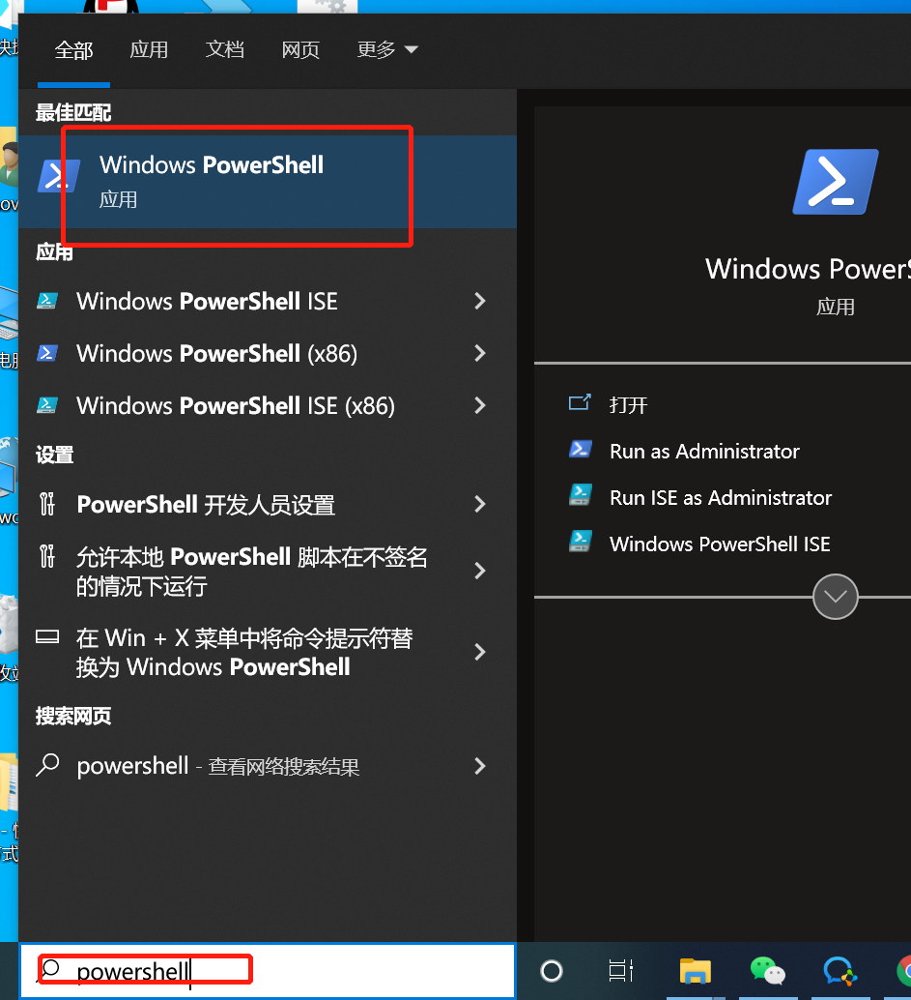 全部 应用 文档 网页 更多
最佳匹配
Windows PowerShell
应用
应用
Windows PowerShell ISE
Windows PowerShell (x86)
Windows PowerShell ISE (x86)
设置
PowerShell 开发人员设置
允许本地 PowerShell 脚本在不签名
的情况下运行
在 Win + X 菜单中将命令提示符替
换为 Windows PowerShell
搜索网页
powershell - 查看网络搜索结果
powershell
Windows PowerS
应用
打开
Run as Administrator
Run ISE as Administrator
Windows PowerShell ISE